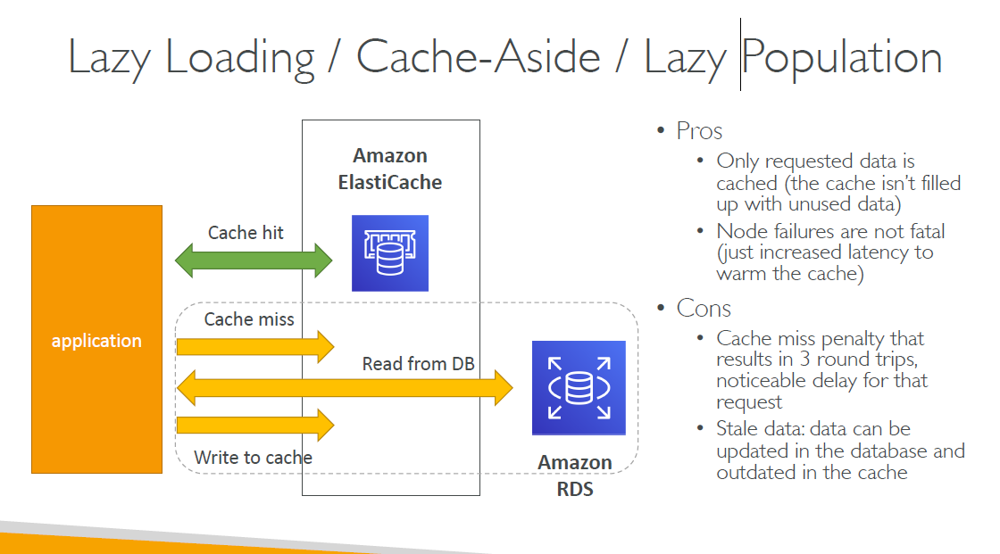 Lazy Loading / Cache-Aside / Lazy Population
Amazon
ElastiCache
Cache hit
application
Cache miss
Read from DB
Write to cache
Amazon
RDS
• Pros
• Only requested data is
cached (the cache isn’t filled
up with unused data)
• Node failures are not fatal
(just increased latency to
warm the cache)
• Cons
• Cache miss penalty that
results in 3 round trips,
noticeable delay for that
request
• Stale data: data can be
updated in the database and
outdated in the cache